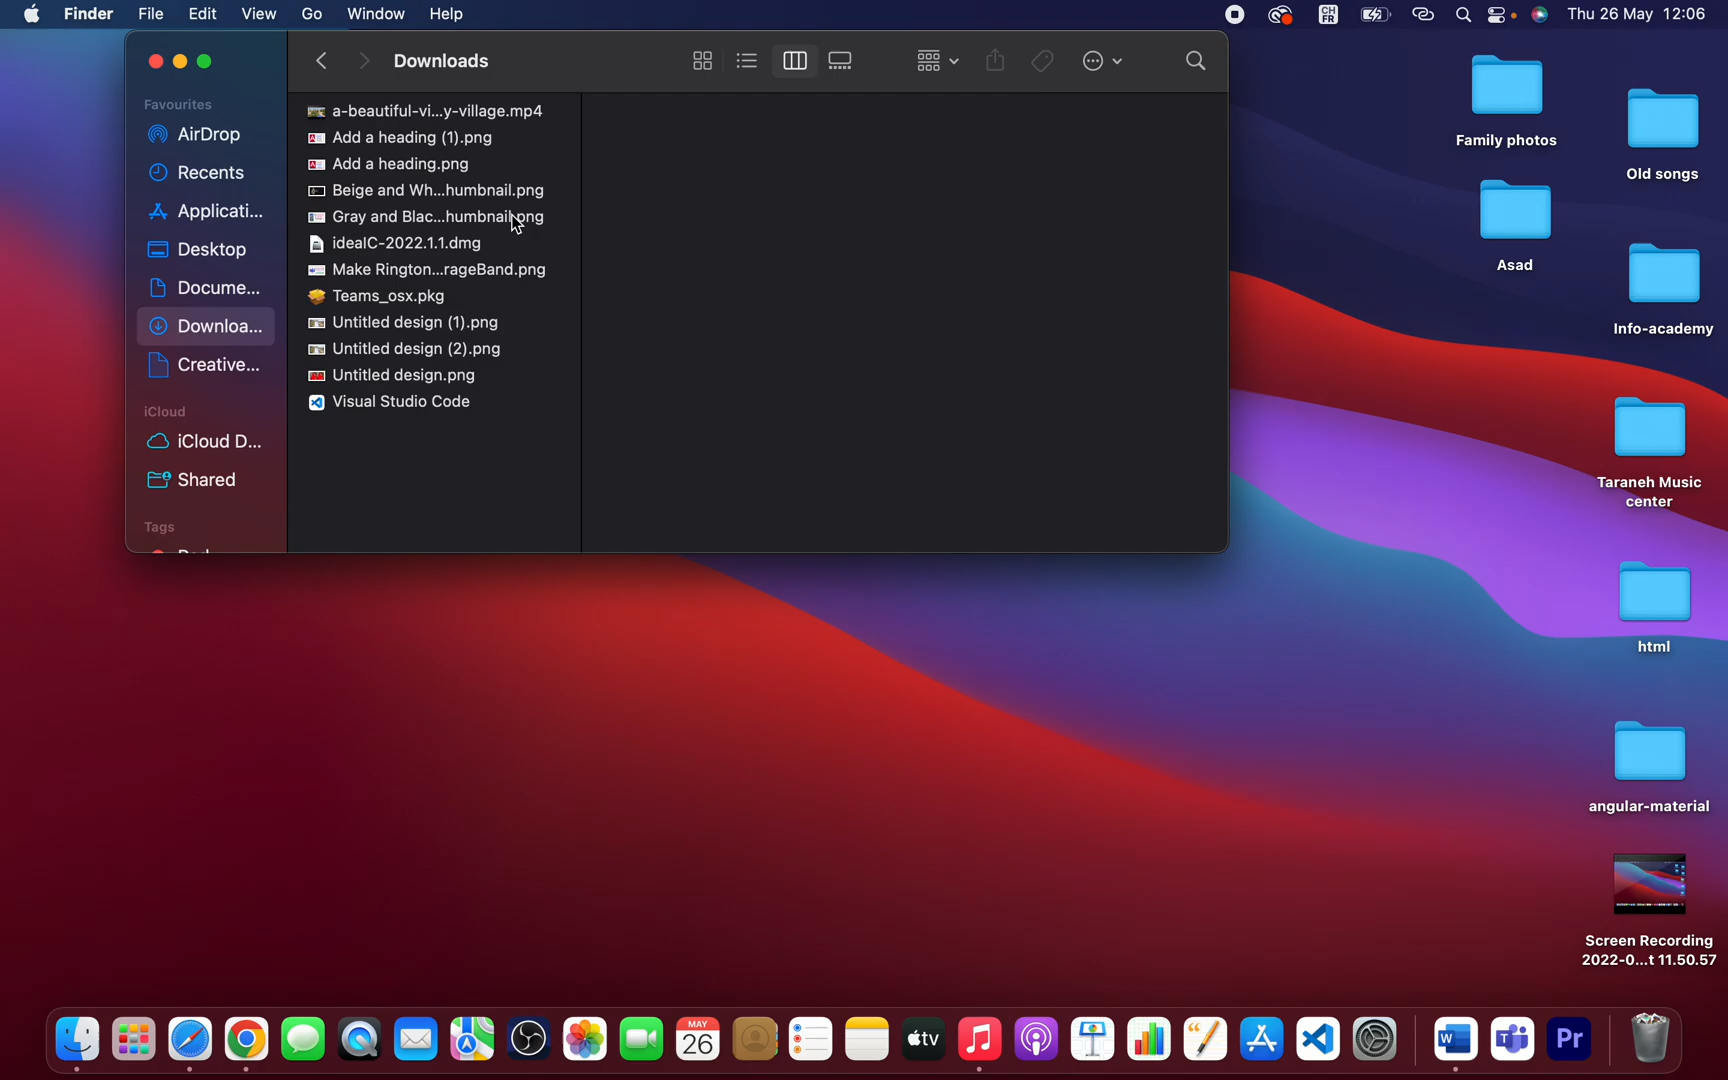 Finder File Edit View Go Window Help
CH
FR
Thu 26 May 12:06
Downloads
Favourites
AirDrop
Recents
Applicati...
Desktop
Docume...
Downloa...
Creative...
iCloud
iCloud D...
Shared
Tags
a-beautiful-vi...y-village.mp4
Add a heading (1).png
Add a heading.png
Beige and Wh...humbnail.png
Gray and Blac...humbnail.png
ideaIC-2022.1.1.dmg
Make Rington...rageBand.png
Teams_osx.pkg
Untitled design (1).png
Untitled design (2).png
Untitled design.png
Visual Studio Code
Family photos
Old songs
Asad
Info-academy
Taraneh Music
center
html
angular-material
Screen Recording
2022-0...t 11.50.57
MAY
26
tv
W
T
Pr